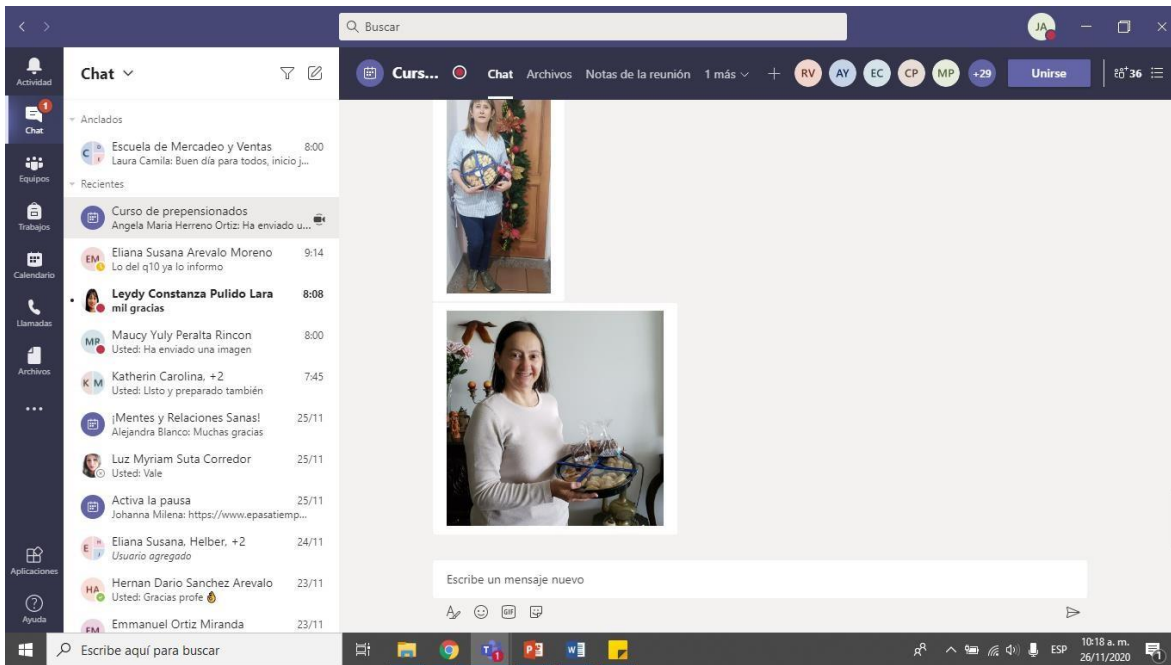 Buscar
JA
Actividad
Chat
1
Equipos
Trabajos
Calendario
Llamadas
Archivos
Aplicaciones
Ayuda
Chat
Anclados
Escuela de Mercadeo y Ventas 8:00
Laura Camila: Buen día para todos, inicio j...
Recientes
Curso de prepensionados
Angela Maria Herreno Ortiz: Ha enviado u...
EM
Eliana Susana Arevalo Moreno 9:14
Lo del q10 ya lo informo
Leydy Constanza Pulido Lara 8:08
mil gracias
MR
Maucy Yuly Peralta Rincon 8:00
Usted: Ha enviado una imagen
K M
Katherin Carolina, +2 7:45
Usted: LIsto y preparado también
¡Mentes y Relaciones Sanas! 25/11
Alejandra Blanco: Muchas gracias
Luz Myriam Suta Corredor 25/11
Usted: Vale
Activa la pausa 25/11
Johanna Milena: https://www.epasatiemp...
E
Eliana Susana, Helber, +2 24/11
Usuario agregado
HA
Hernan Dario Sanchez Arevalo 23/11
Usted: Gracias profe
EM
Emmanuel Ortiz Miranda 23/11
Curs... Chat Archivos Notas de la reunión 1 más + RV AY EC CP MP +29 Unirse 36
Escribe un mensaje nuevo
GIF
Escribe aquí para buscar
ESP
10:18 a. m.
26/11/2020